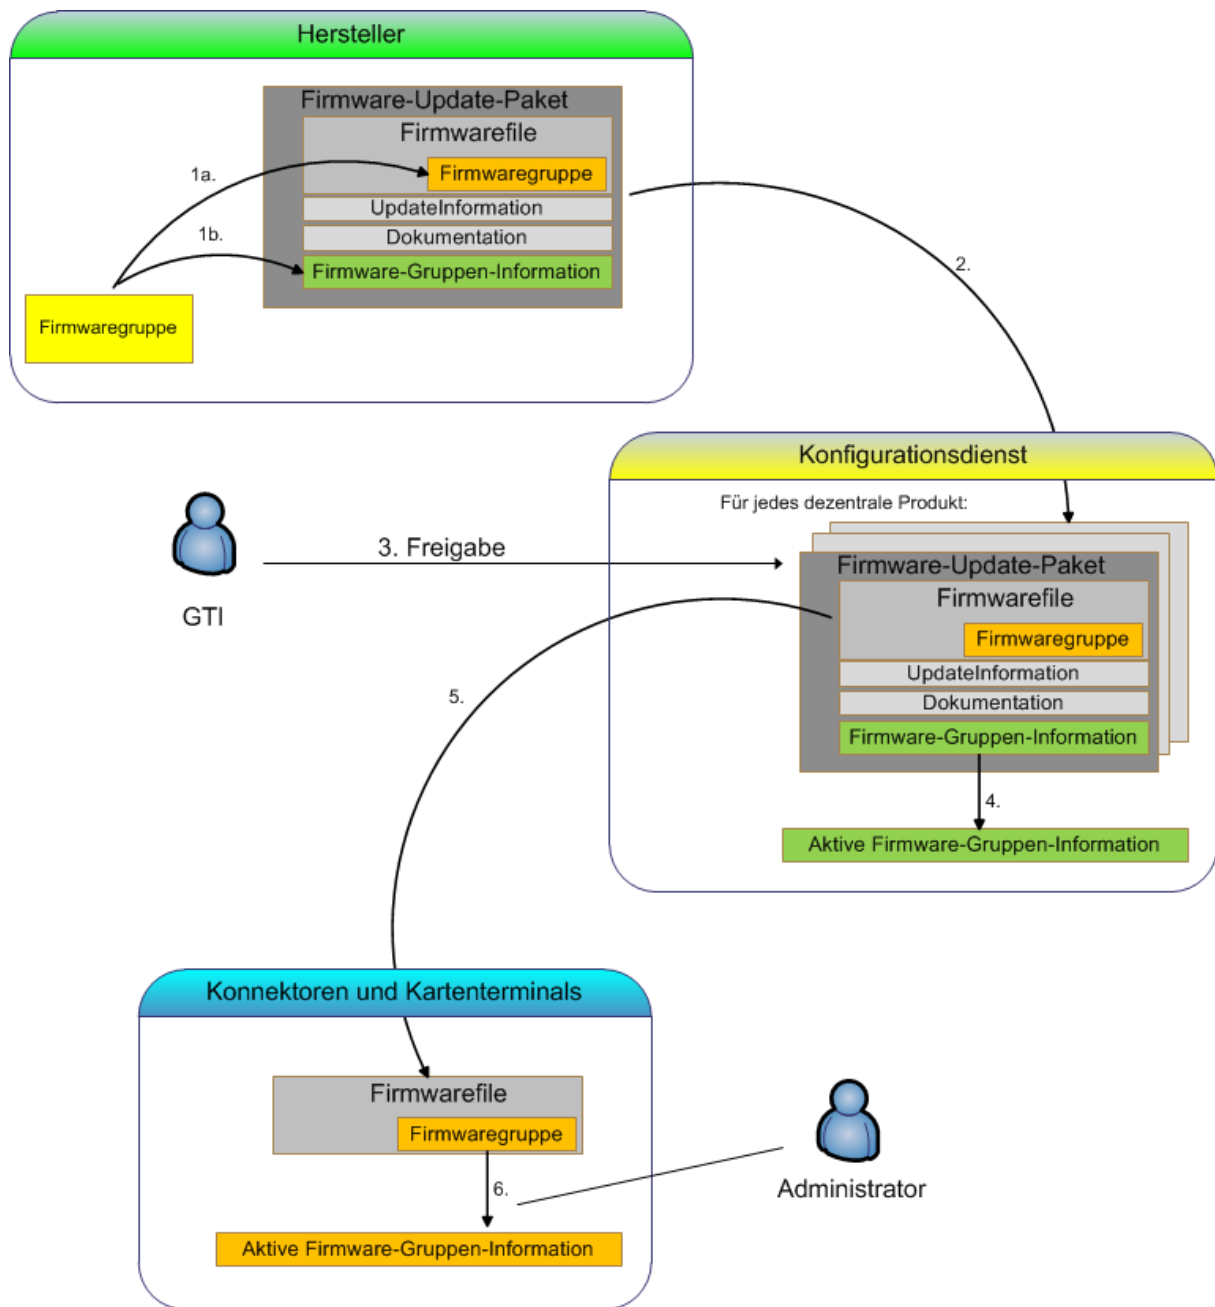 Hersteller
Firmware-Update-Paket
Firmwarefile
1a.
Firmwaregruppe
UpdateInformation
1b.
Dokumentation
Firmware-Gruppen-Information
Firmwaregruppe
2.
Konfigurationsdienst
Für jedes dezentrale Produkt:
3. Freigabe
GTI
Firmware-Update-Paket
Firmwarefile
Firmwaregruppe
UpdateInformation
Dokumentation
Firmware-Gruppen-Information
4.
Aktive Firmware-Gruppen-Information
5.
Konnektoren und Kartenterminals
Firmwarefile
Firmwaregruppe
6.
Administrator
Aktive Firmware-Gruppen-Information